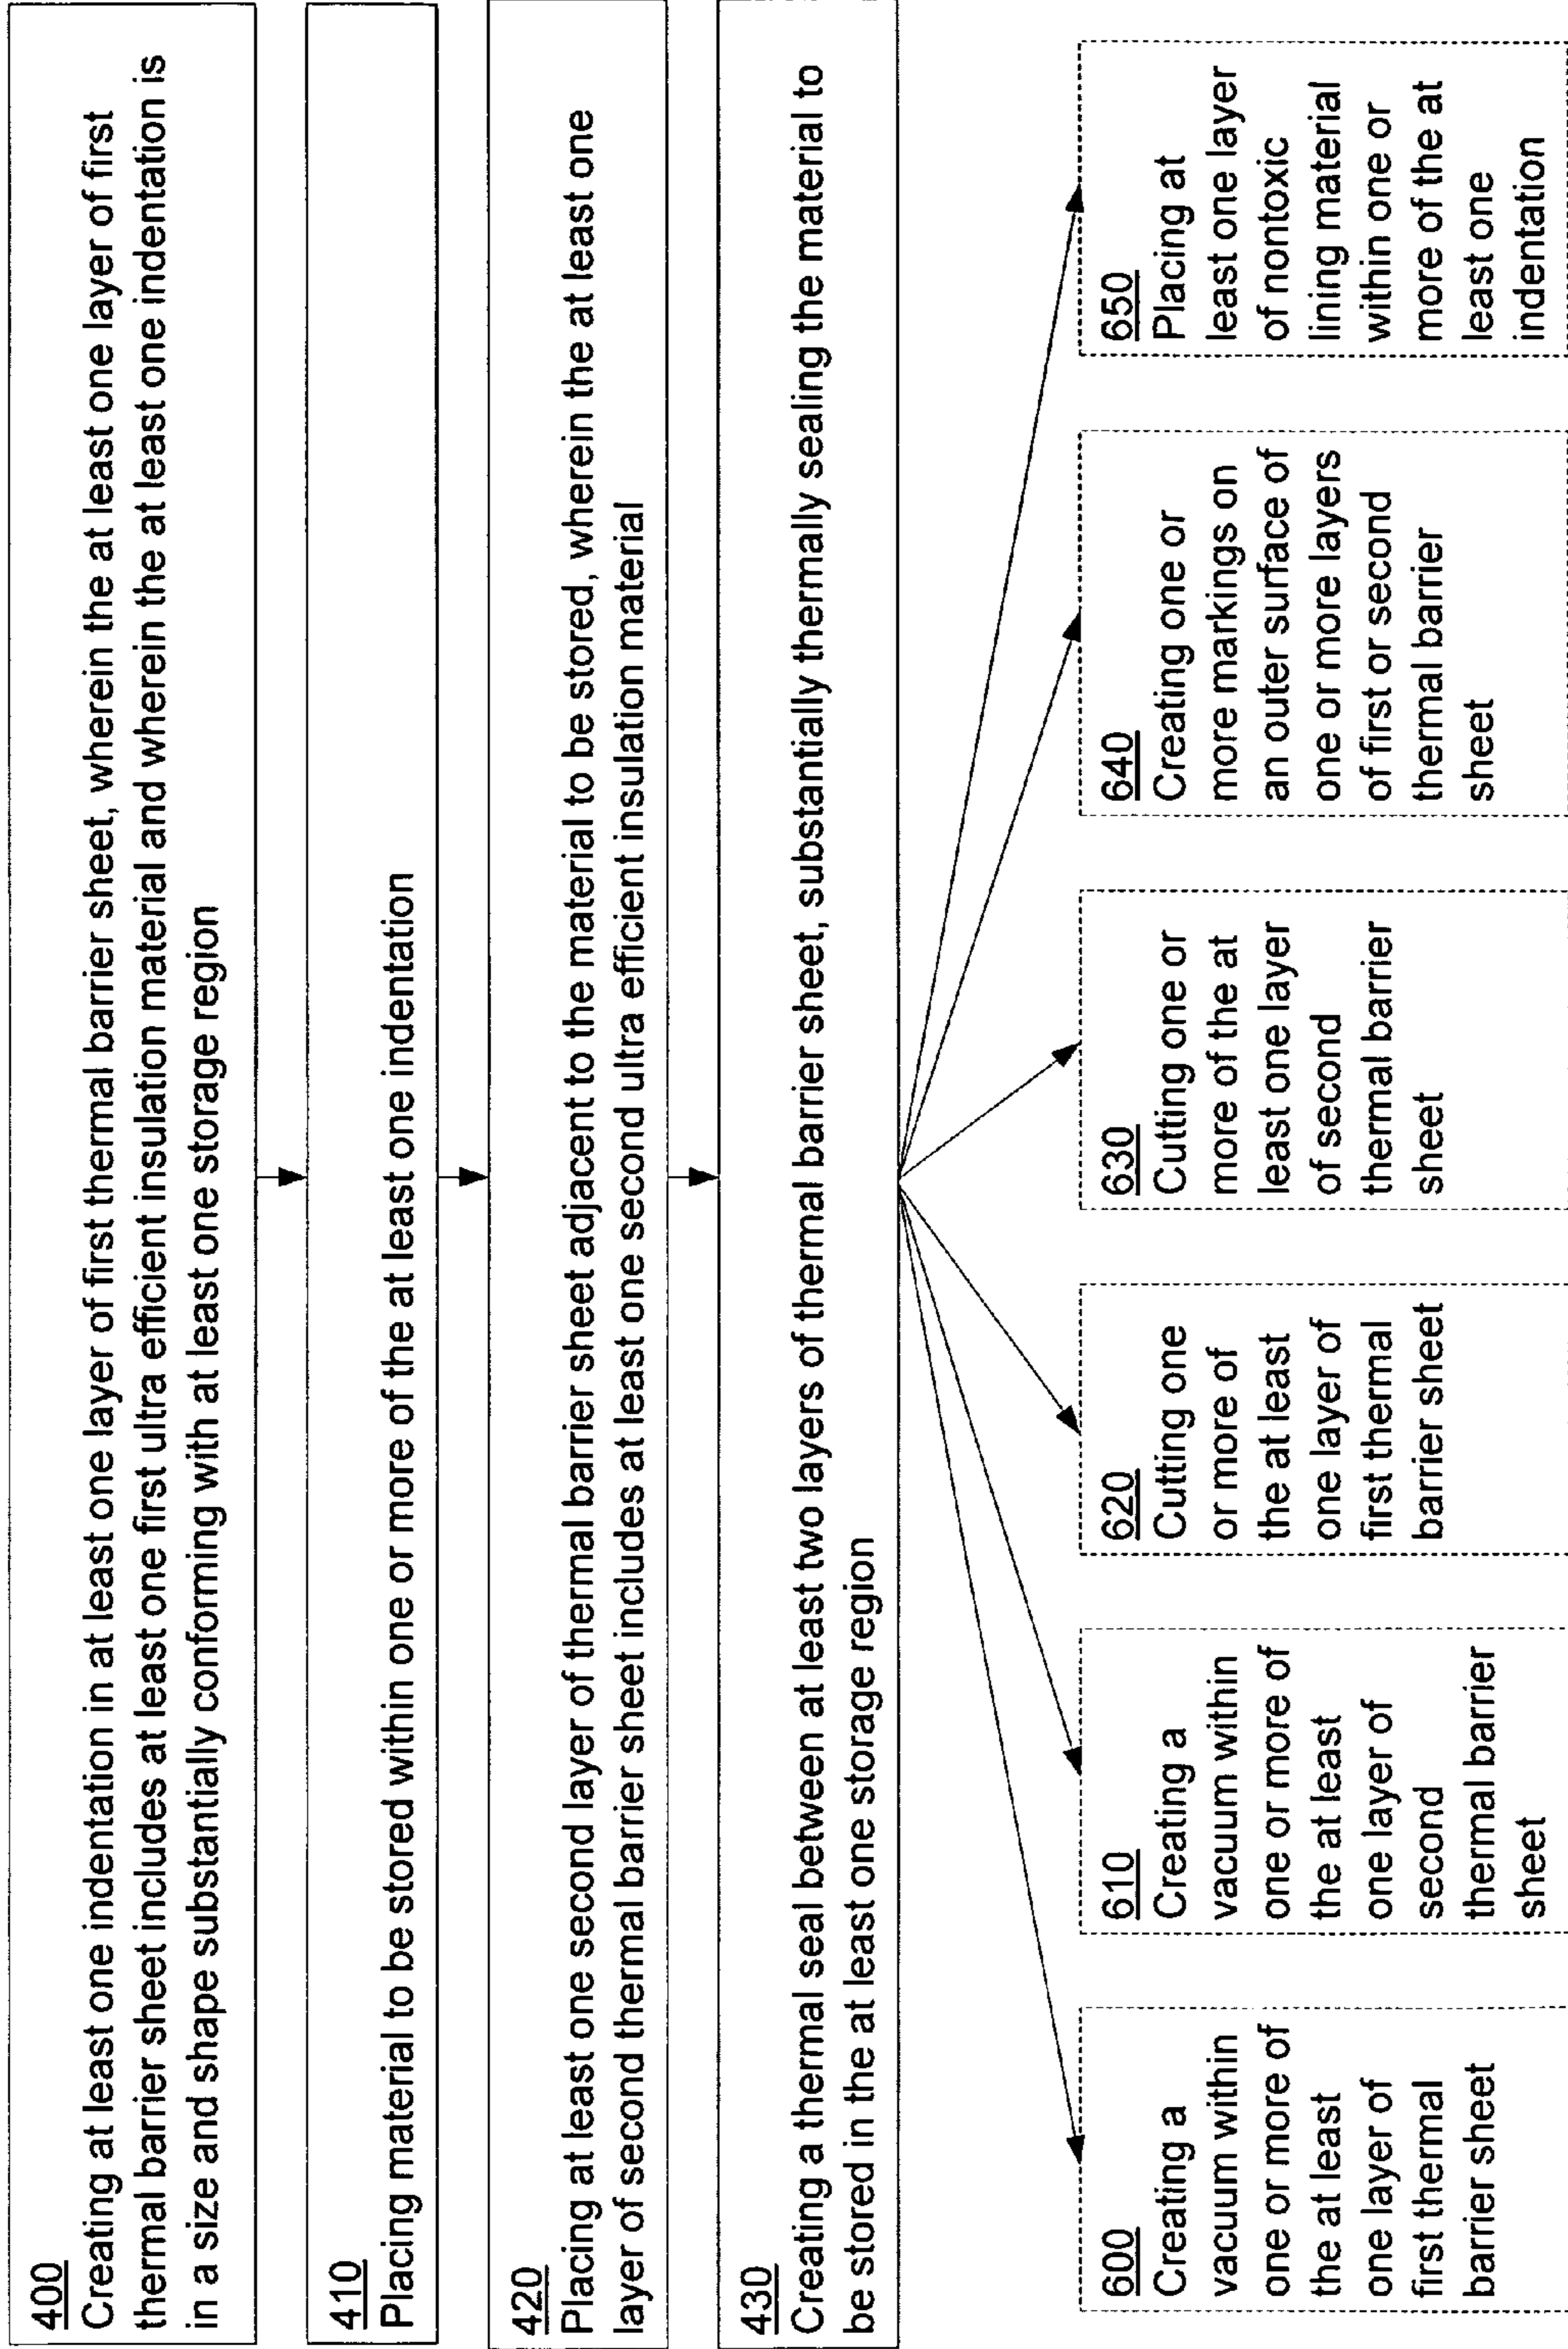 400
Creating at least one indentation in at least one layer of first thermal barrier sheet, wherein the at least one layer of first
thermal barrier sheet includes at least one first ultra efficient insulation material and wherein the at least one indentation is
in a size and shape substantially conforming with at least one storage region
410
Placing material to be stored within one or more of the at least one indentation
420
Placing at least one second layer of thermal barrier sheet adjacent to the material to be stored, wherein the at least one
layer of second thermal barrier sheet includes at least one second ultra efficient insulation material
430
Creating a thermal seal between at least two layers of thermal barrier sheet, substantially thermally sealing the material to
be stored in the at least one storage region
600
Creating a
vacuum within
one or more of
the at least
one layer of
first thermal
barrier sheet
610
Creating a
vacuum within
one or more of
the at least
one layer of
second
thermal barrier
sheet
620
Cutting one
or more of
the at least
one layer of
first thermal
barrier sheet
630
Cutting one or
more of the at
least one layer
of second
thermal barrier
sheet
640
Creating one or
more markings on
an outer surface of
one or more layers
of first or second
thermal barrier
sheet
650
Placing at
least one layer
of nontoxic
lining material
within one or
more of the at
least one
indentation